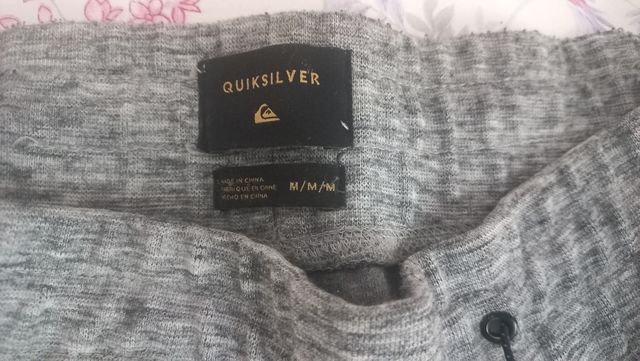 QUIKSILVER
MADE IN CHINA
FABRIQUÉ EN CHINE
HECHO EN CHINA
M/M/M